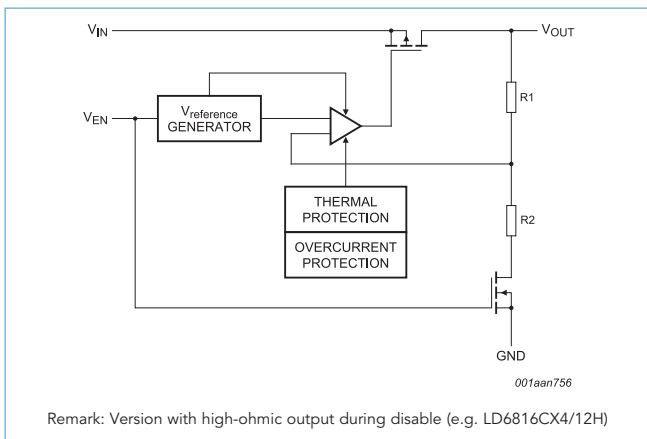 VIN
VOUT
R1
VEN
Vreference
GENERATOR
THERMAL
PROTECTION
R2
OVERCURRENT
PROTECTION
GND
001aan756
Remark: Version with high-ohmic output during disable (e.g. LD6816CX4/12H)